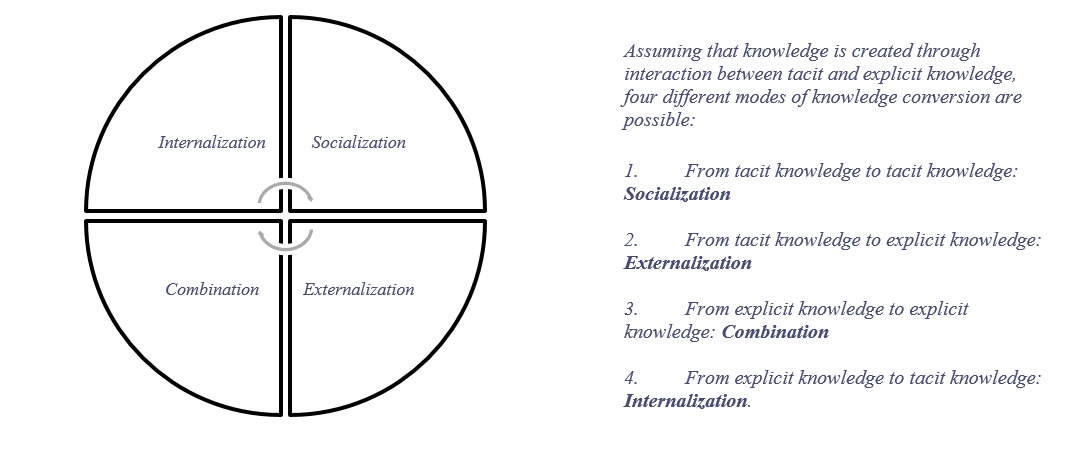 Internalization
Socialization
Combination
Externalization
Assuming that knowledge is created through
interaction between tacit and explicit knowledge,
four different modes of knowledge conversion are
possible:
1. From tacit knowledge to tacit knowledge:
Socialization
2. From tacit knowledge to explicit knowledge:
Externalization
3. From explicit knowledge to explicit
knowledge: Combination
4. From explicit knowledge to tacit knowledge:
Internalization.